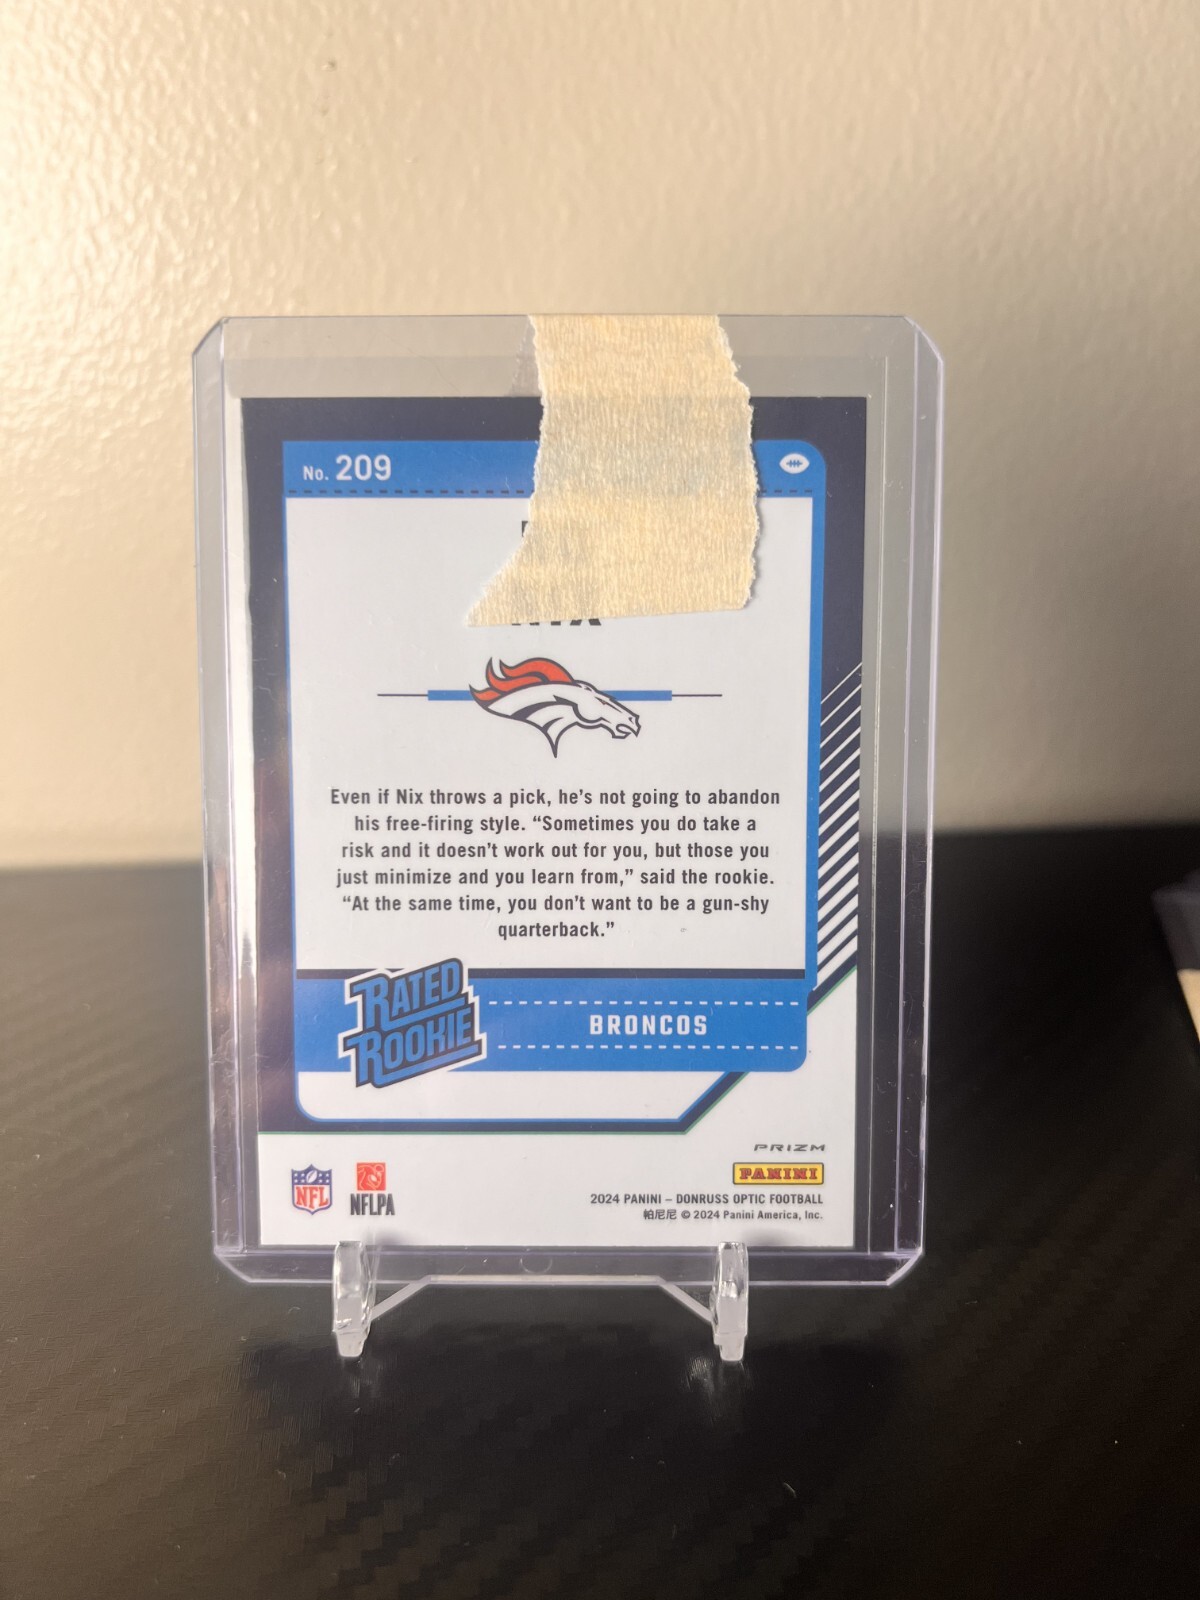 No. 209
NIX
Even if Nix throws a pick, he's not going to abandon
his free-firing style. “Sometimes you do take a
risk and it doesn't work out for you, but those you
just minimize and you learn from,” said the rookie.
“At the same time, you don't want to be a gun-shy
quarterback.”
RATED
ROOKIE
BRONCOS
PRIZM
PANINI
NFL
NFLPA
2024 PANINI – DONRUSS OPTIC FOOTBALL
帕尼尼 © 2024 Panini America, Inc.